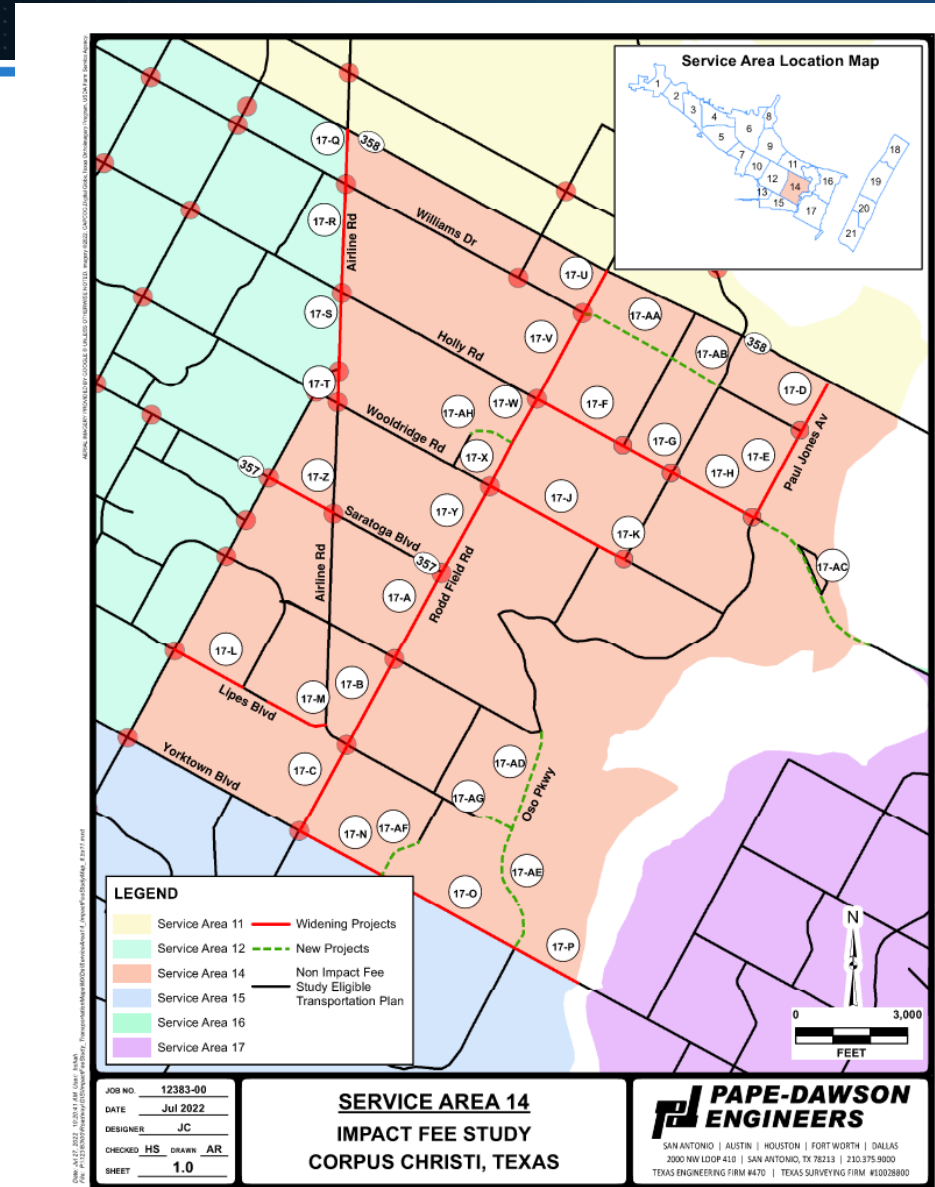 Service Area Location Map
1
2
3
4
5
6
7
8
9
10
11
12
13
14
15
16
17
18
19
20
21
17-Q
358
17-R
Airline Rd
Williams Dr
17-U
17-S
17-AA
17-V
Holly Rd
17-AB
358
17-T
17-D
17-AH
17-W
17-F
Wooldridge Rd
17-G
Paul Jones Av
17-X
17-E
17-H
357
17-Z
17-J
17-Y
Saratoga Blvd
17-K
357
Airline Rd
Rodd Field Rd
17-AC
17-A
17-L
17-B
17-M
Lipes Blvd
17-C
17-AD
Yorktown Blvd
17-AG
Oso Pkwy
17-N
17-AF
17-AE
17-O
17-P
LEGEND
Service Area 11
Widening Projects
Service Area 12
New Projects
Service Area 14
Non Impact Fee
Study Eligible
Transportation Plan
Service Area 15
Service Area 16
Service Area 17
N
0 3,000
FEET
JOB NO. 12383-00
DATE Jul 2022
DESIGNER JC
CHECKED HS DRAWN AR
SHEET 1.0
SERVICE AREA 14
IMPACT FEE STUDY
CORPUS CHRISTI, TEXAS
PAPE-DAWSON
ENGINEERS
SAN ANTONIO | AUSTIN | HOUSTON | FORT WORTH | DALLAS
2000 NW LOOP 410 | SAN ANTONIO, TX 78213 | 210.375.9000
TEXAS ENGINEERING FIRM #470 | TEXAS SURVEYING FIRM #10028800